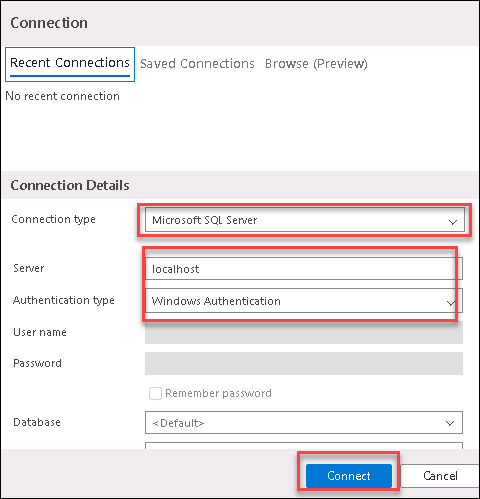 Connection
Recent Connections Saved Connections Browse (Preview)
No recent connection
Connection Details
Connection type Microsoft SQL Server
Server localhost
Authentication type Windows Authentication
User name
Password
Remember password
Database <Default>
Connect Cancel